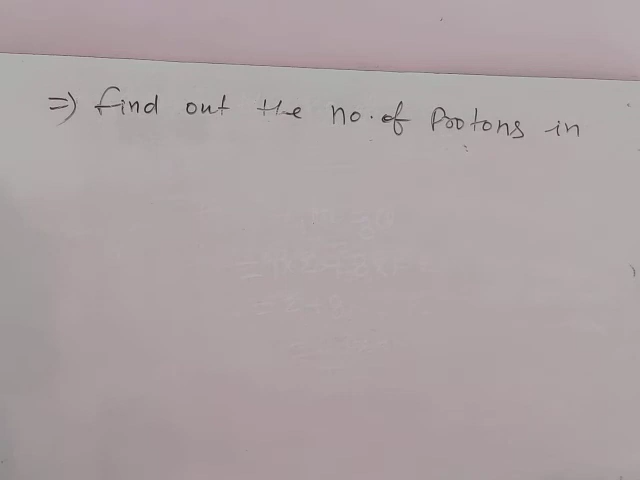 =) find out the no. of Protons in